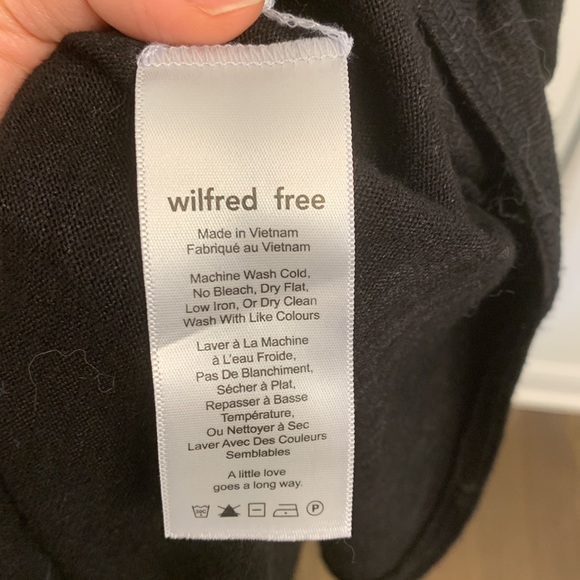 wilfred free
Made in Vietnam
Fabriqué au Vietnam
Machine Wash Cold,
No Bleach, Dry Flat,
Low Iron, Or Dry Clean
Wash With Like Colours
Laver à La Machine
à L'eau Froide,
Pas De Blanchiment,
Sécher à Plat,
Repasser à Basse
Température,
Ou Nettoyer à Sec
Laver Avec Des Couleurs
Semblables
A little love
goes a long way.
30C P